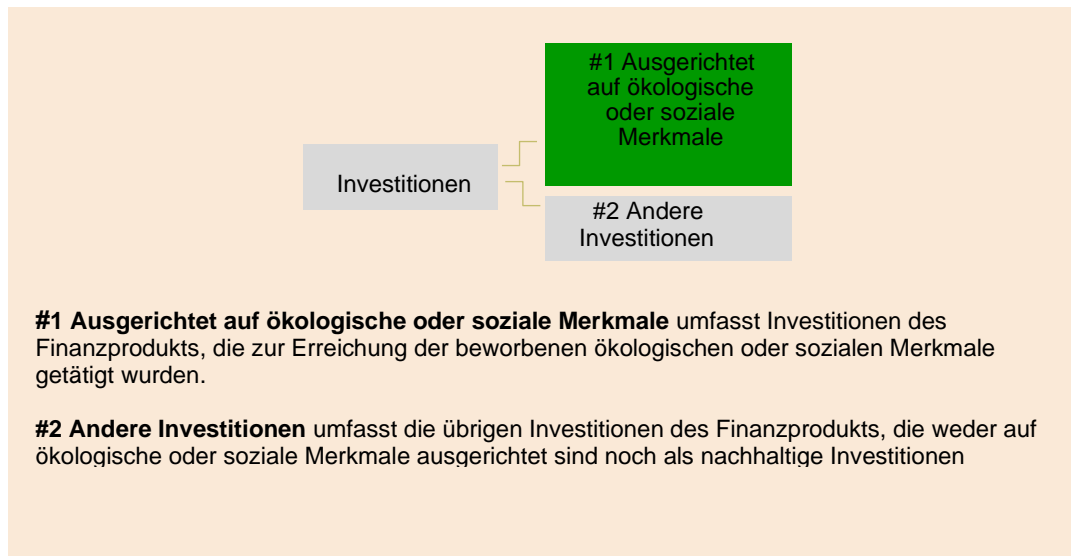 #1 Ausgerichtet
auf ökologische
oder soziale
Merkmale
Investitionen
#2 Andere
Investitionen
#1 Ausgerichtet auf ökologische oder soziale Merkmale umfasst Investitionen des
Finanzprodukts, die zur Erreichung der beworbenen ökologischen oder sozialen Merkmale
getätigt wurden.
#2 Andere Investitionen umfasst die übrigen Investitionen des Finanzprodukts, die weder auf
ökologische oder soziale Merkmale ausgerichtet sind noch als nachhaltige Investitionen